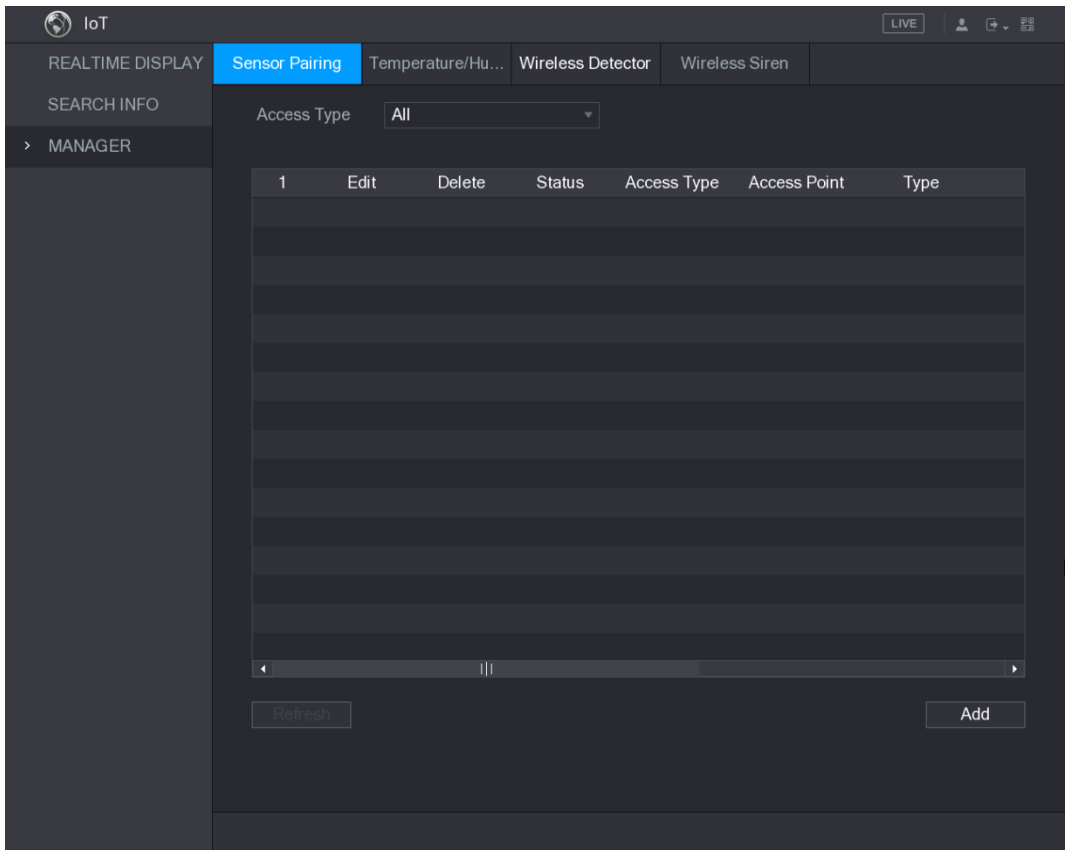 IoT
LIVE
REALTIME DISPLAY
SEARCH INFO
MANAGER
Sensor Pairing Temperature/Hu... Wireless Detector Wireless Siren
Access Type All
1 Edit Delete Status Access Type Access Point Type
Refresh Add